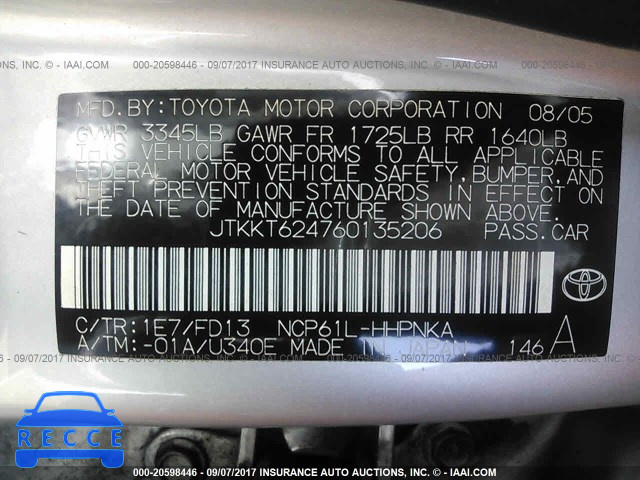 000-20598446 - 09/07/2017 INSURANCE AUTO AUCTIONS, INC. - © IAAI.COM
MFD.BY:TOYOTA MOTOR CORPORATION 08/05
GVWR 3345LB GAWR FR 1725LB RR 1640LB
THIS VEHICLE CONFORMS TO ALL APPLICABLE
FEDERAL MOTOR VEHICLE SAFETY,BUMPER,AND
THEFT PREVENTION STANDARDS IN EFFECT ON
THE DATE OF MANUFACTURE SHOWN ABOVE.
JTKKT624760135206 PASS.CAR
C/TR:1E7/FD13 NCP61L-HHPNKA
A/TM:-01A/U340E MADE IN JAPAN 146 A
RECCE
000-20598446 - 09/07/2017 INSURANCE AUTO AUCTIONS, INC. - © IAAI.COM